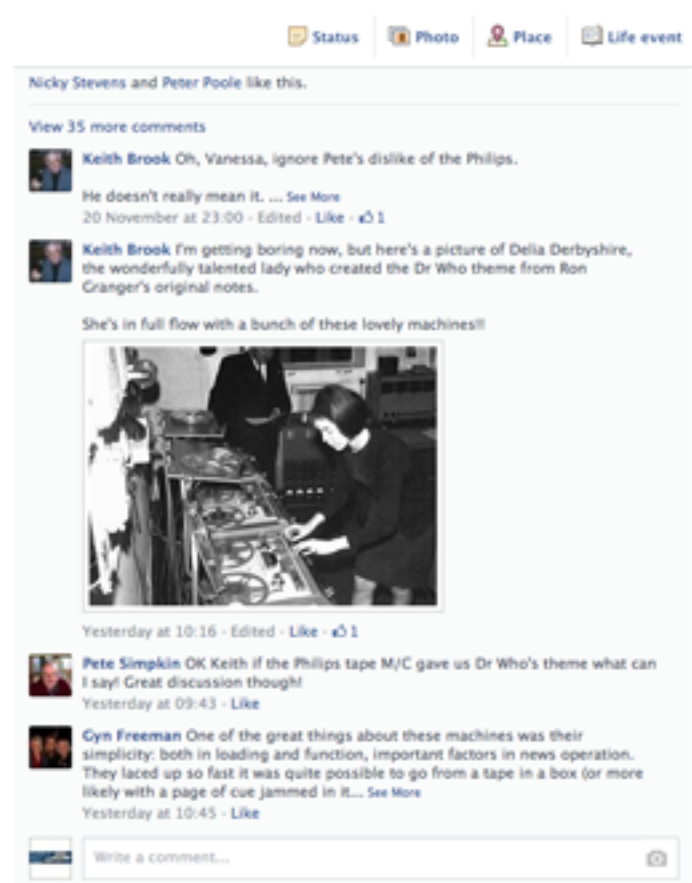 Status Photo Place Life event
Nicky Stevens and Peter Poole like this.
View 35 more comments
Keith Brook Oh, Vanessa, ignore Pete's dislike of the Philips.
He doesn't really mean it. ... See More
20 November at 23:00 - Edited - Like - 1
Keith Brook I'm getting boring now, but here's a picture of Delia Derbyshire,
the wonderfully talented lady who created the Dr Who theme from Ron
Granger's original notes.
She's in full flow with a bunch of these lovely machines!!
Yesterday at 10:16 - Edited - Like - 1
Pete Simpkin OK Keith if the Philips tape M/C gave us Dr Who's theme what can
I say! Great discussion though!
Yesterday at 09:43 - Like
Gyn Freeman One of the great things about these machines was their
simplicity: both in loading and function, important factors in news operation.
They laced up so fast it was quite possible to go from a tape in a box (or more
likely with a page of cue jammed in it... See More
Yesterday at 10:45 - Like
Write a comment...